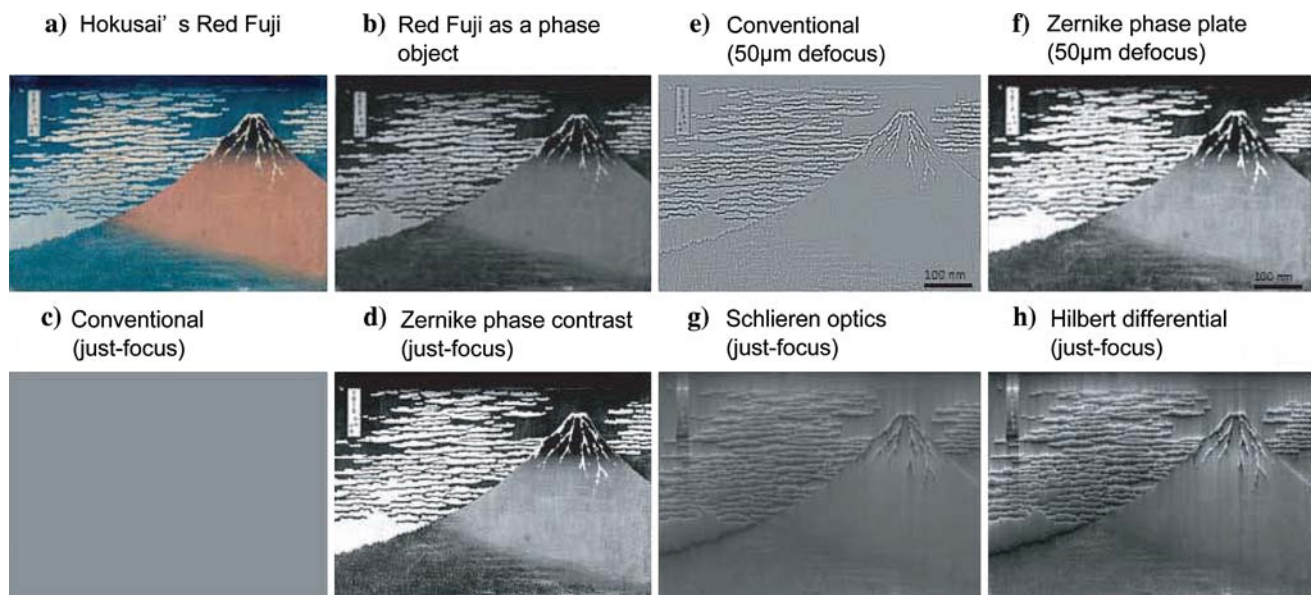 a) Hokusai' s Red Fuji
b) Red Fuji as a phase
object
e) Conventional
(50μm defocus)
f) Zernike phase plate
(50μm defocus)
100 nm
100 nm
c) Conventional
(just-focus)
d) Zernike phase contrast
(just-focus)
g) Schlieren optics
(just-focus)
h) Hilbert differential
(just-focus)